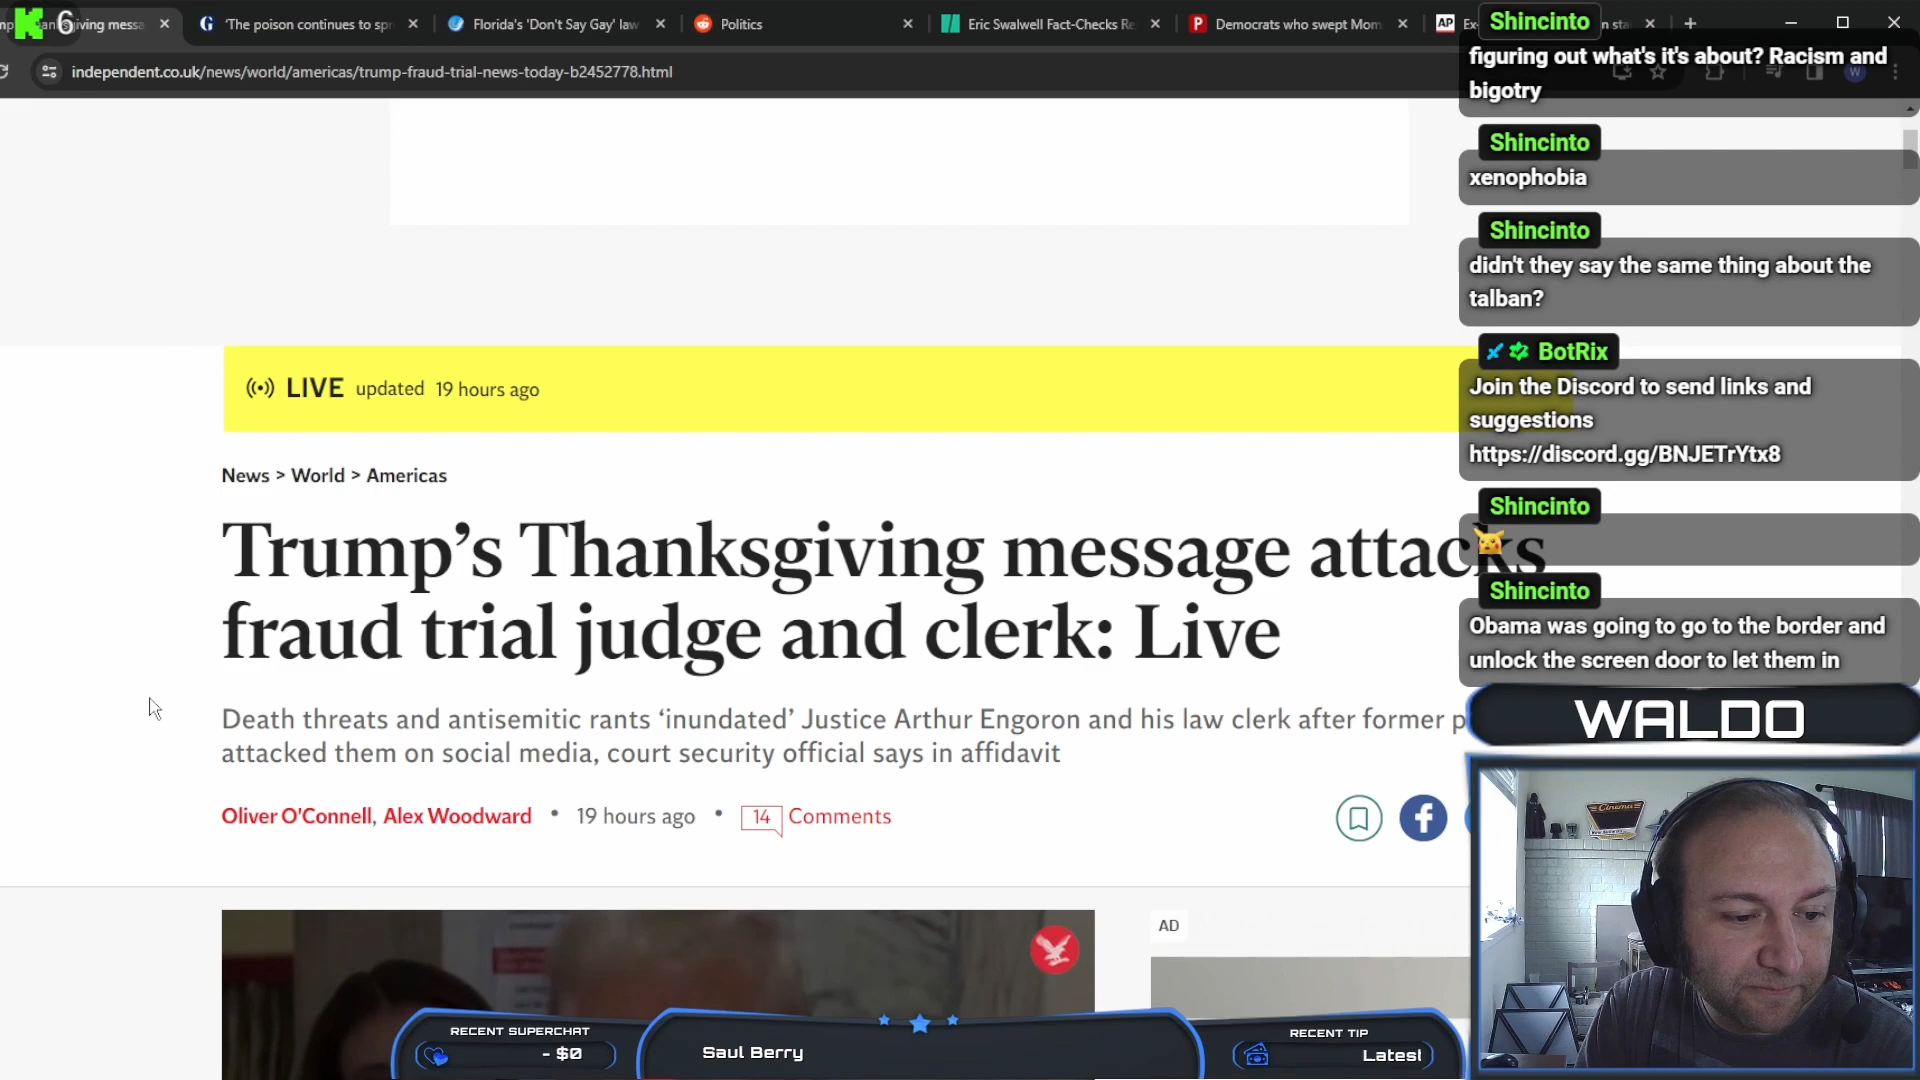 6
giving messa
'The poison continues to spr
Florida's 'Don't Say Gay' law
Politics
Eric Swalwell Fact-Checks Re
Democrats who swept Mom
AP
independent.co.uk/news/world/americas/trump-fraud-trial-news-today-b2452778.html
W
Shincinto
figuring out what's it's about? Racism and
bigotry
Shincinto
xenophobia
Shincinto
didn't they say the same thing about the
talban?
BotRix
Join the Discord to send links and
suggestions
https://discord.gg/BNJETrYtx8
Shincinto
Shincinto
Obama was going to go to the border and
unlock the screen door to let them in
LIVE updated 19 hours ago
News > World > Americas
Trump's Thanksgiving message attacks
fraud trial judge and clerk: Live
Death threats and antisemitic rants 'inundated' Justice Arthur Engoron and his law clerk after former p
attacked them on social media, court security official says in affidavit
Oliver O'Connell, Alex Woodward • 19 hours ago • 14 Comments
AD
WALDO
Cinema
RECENT SUPERCHAT
- $0
Saul Berry
RECENT TIP
Latest